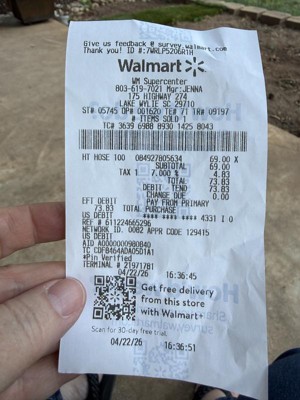 Give us feedback @ survey.walmart.com
Thank you! ID #:7WRLP5206R1H
Walmart
WM Supercenter
803-619-7021 Mgr:JENNA
175 HIGHWAY 274
LAKE WYLIE SC 29710
ST# 05745 OP# 001620 TE# 71 TR# 09197
# ITEMS SOLD 1
TC# 3639 6988 8930 1425 8043
HT HOSE 100 084927805634 69.00 X
SUBTOTAL 69.00
TAX 1 7.000 % 4.83
TOTAL 73.83
DEBIT TEND 73.83
CHANGE DUE 0.00
EFT DEBIT PAY FROM PRIMARY
73.83 TOTAL PURCHASE
US DEBIT **** **** **** 4331 I 0
REF # 611224665296
NETWORK ID. 0082 APPR CODE 129415
US DEBIT
AID A0000000980840
TC CDFB464ADA05D1A1
*Pin Verified
TERMINAL # 21971781
04/22/26 16:36:45
Get free delivery
from this store
with Walmart+
Scan for 30-day free trial.
04/22/26 16:36:51